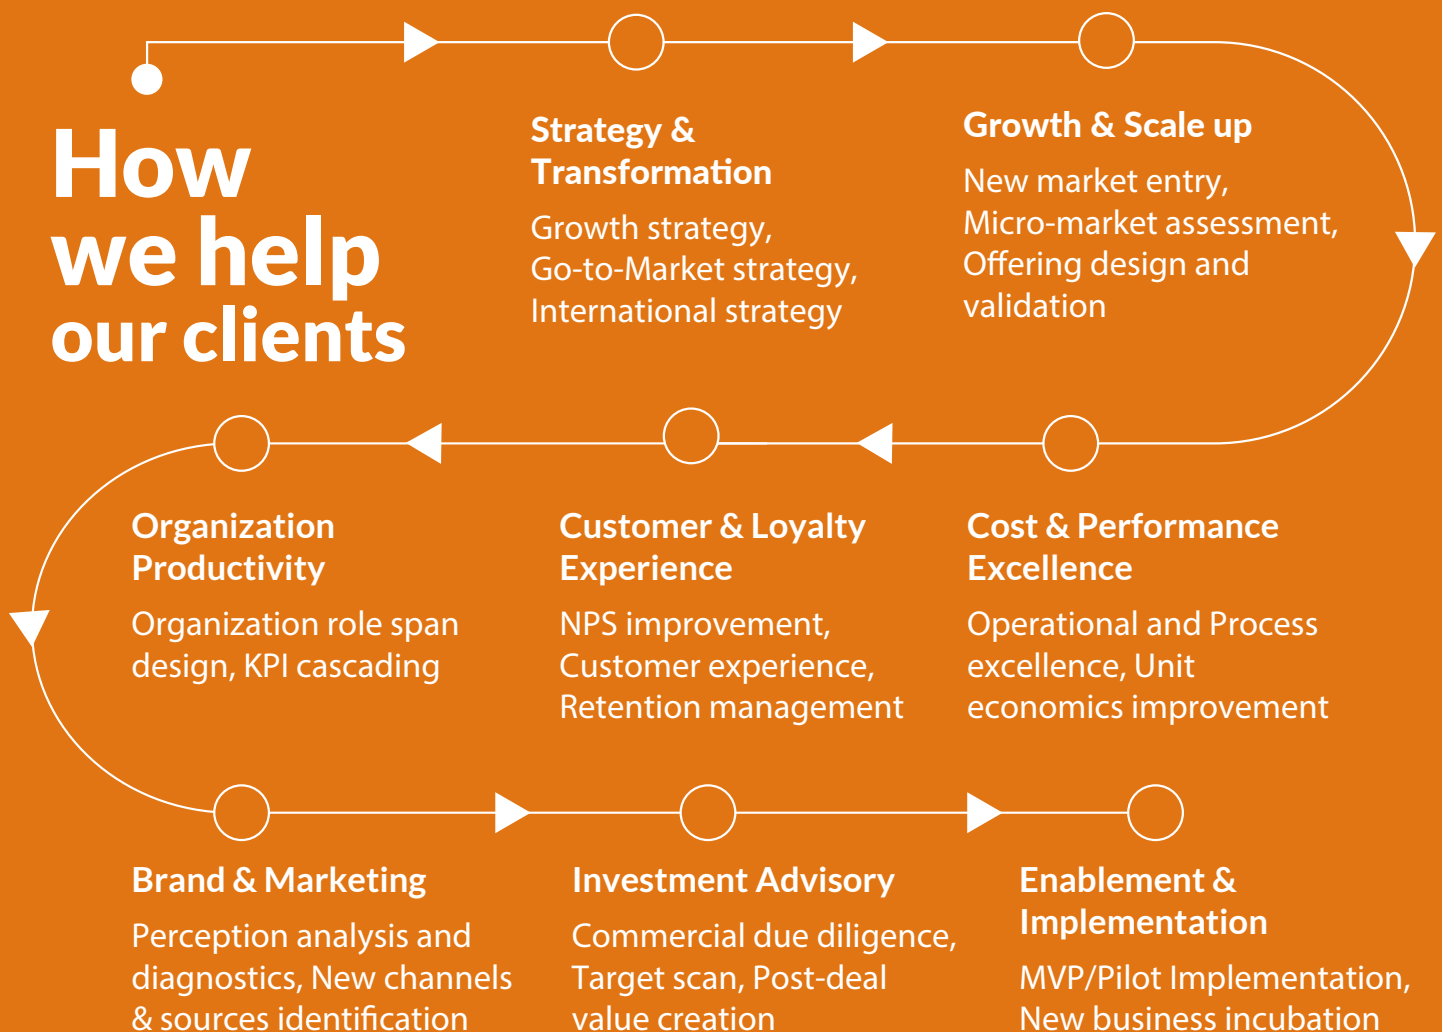 How
we help
our clients
Strategy &
Transformation
Growth strategy,
Go-to-Market strategy,
International strategy
Growth & Scale up
New market entry,
Micro-market assessment,
Offering design and
validation
Organization
Productivity
Organization role span
design, KPI cascading
Customer & Loyalty
Experience
NPS improvement,
Customer experience,
Retention management
Cost & Performance
Excellence
Operational and Process
excellence, Unit
economics improvement
Brand & Marketing
Perception analysis and
diagnostics, New channels
& sources identification
Investment Advisory
Commercial due diligence,
Target scan, Post-deal
value creation
Enablement &
Implementation
MVP/Pilot Implementation,
New business incubation